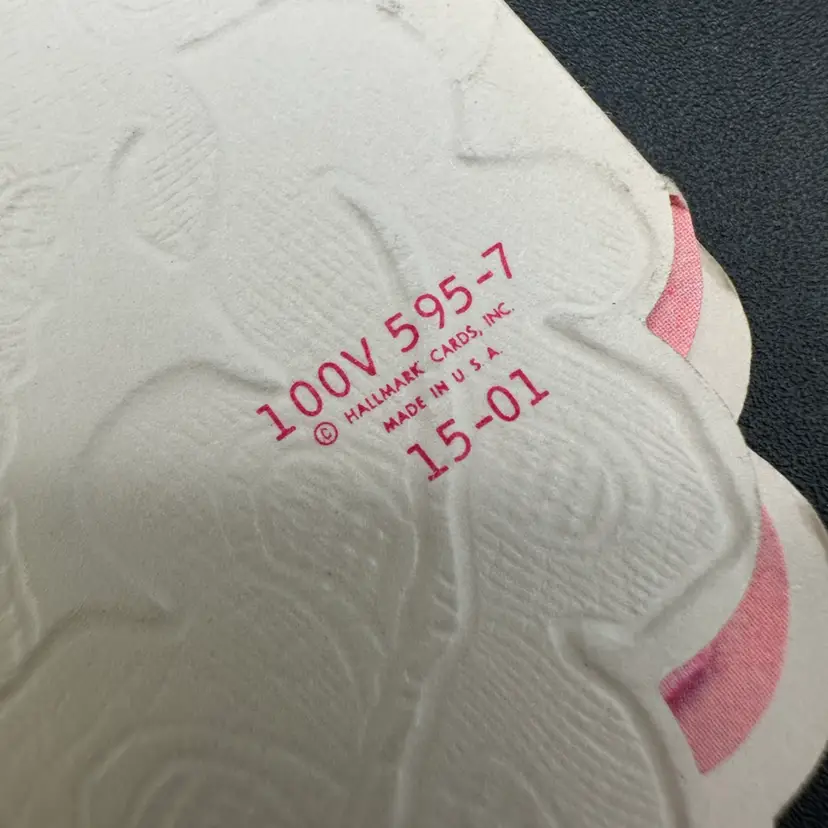 100V 595-7
© HALLMARK CARDS, INC.
MADE IN U.S.A.
15-01